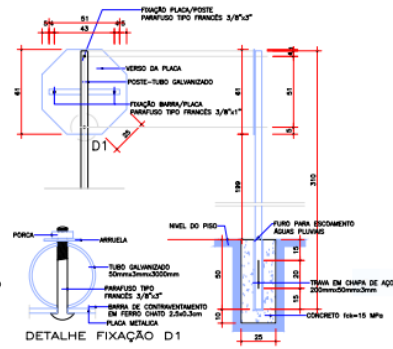 FIXAÇÃO PLACA/POSTE
PARAFUSO TIPO FRANCÊS 3/8"x3"
51
5 43 4 5
VERSO DA PLACA
POSTE-TUBO GALVANIZADO
FIXAÇÃO BARRA/PLACA
PARAFUSO TIPO FRANCÊS 3/8"x1"
61
25
D1
61
51
5
199
310
NIVEL DO PISO
FURO PARA ESCOAMENTO
ÁGUAS PLUVIAIS
PORCA
ARRUELA
TUBO GALVANIZADO
50mmx3mmx3000mm
PARAFUSO TIPO
FRANCÊS 3/8"x3"
BARRA DE CONTRAVENTAMENTO
EM FERRO CHATO 2.5x0.3cm
PLACA METALICA
DETALHE FIXAÇÃO D1
50
10
15
20
15
TRAVA EM CHAPA DE AÇO
200mmx50mmx3mm
CONCRETO fck=15 MPa
25